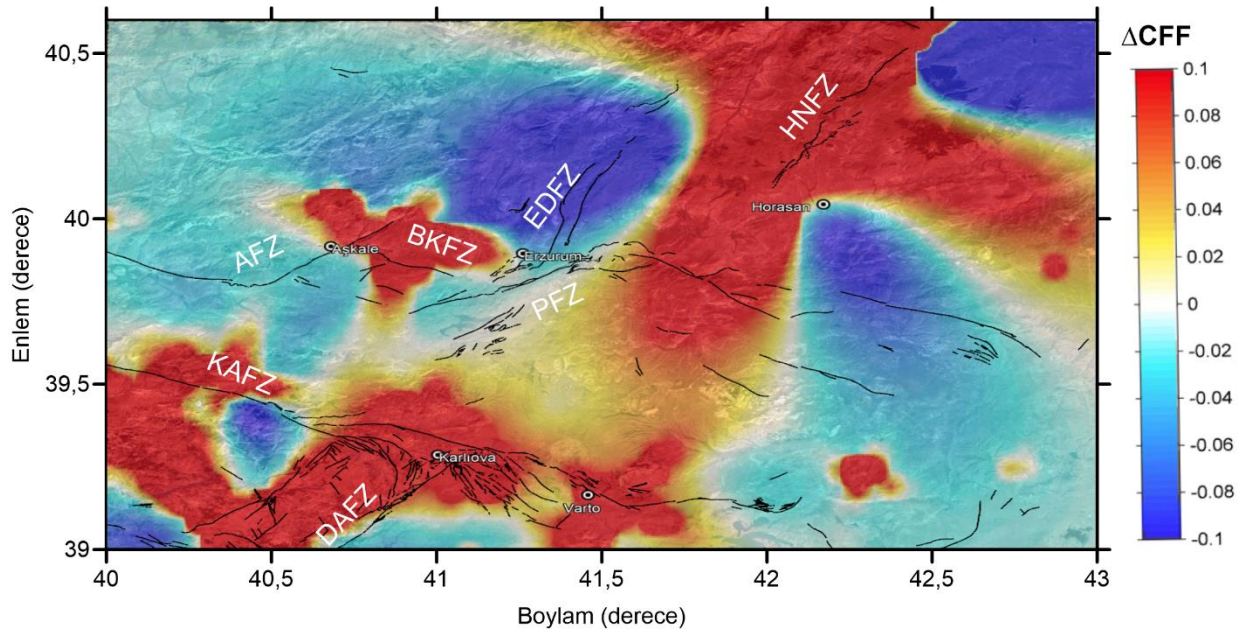 ΔCFF
40,5
40
39,5
39
Enlem (derece)
40
40,5
41
41,5
42
42,5
43
Boylam (derece)
HNFZ
EDFZ
Horasan
AFZ
Aşkale
BKFZ
Erzurum
PFZ
KAFZ
Karlıova
DAFZ
Varto
0.1
0.08
0.06
0.04
0.02
0
-0.02
-0.04
-0.06
-0.08
-0.1